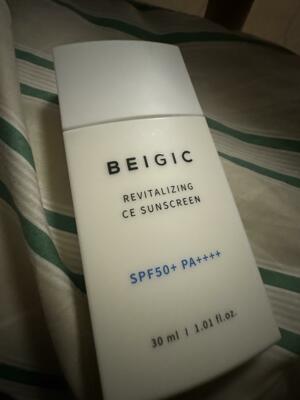 BEIGIC
REVITALIZING
CE SUNSCREEN
SPF50+ PA++++
30 ml | 1.01 fl.oz.